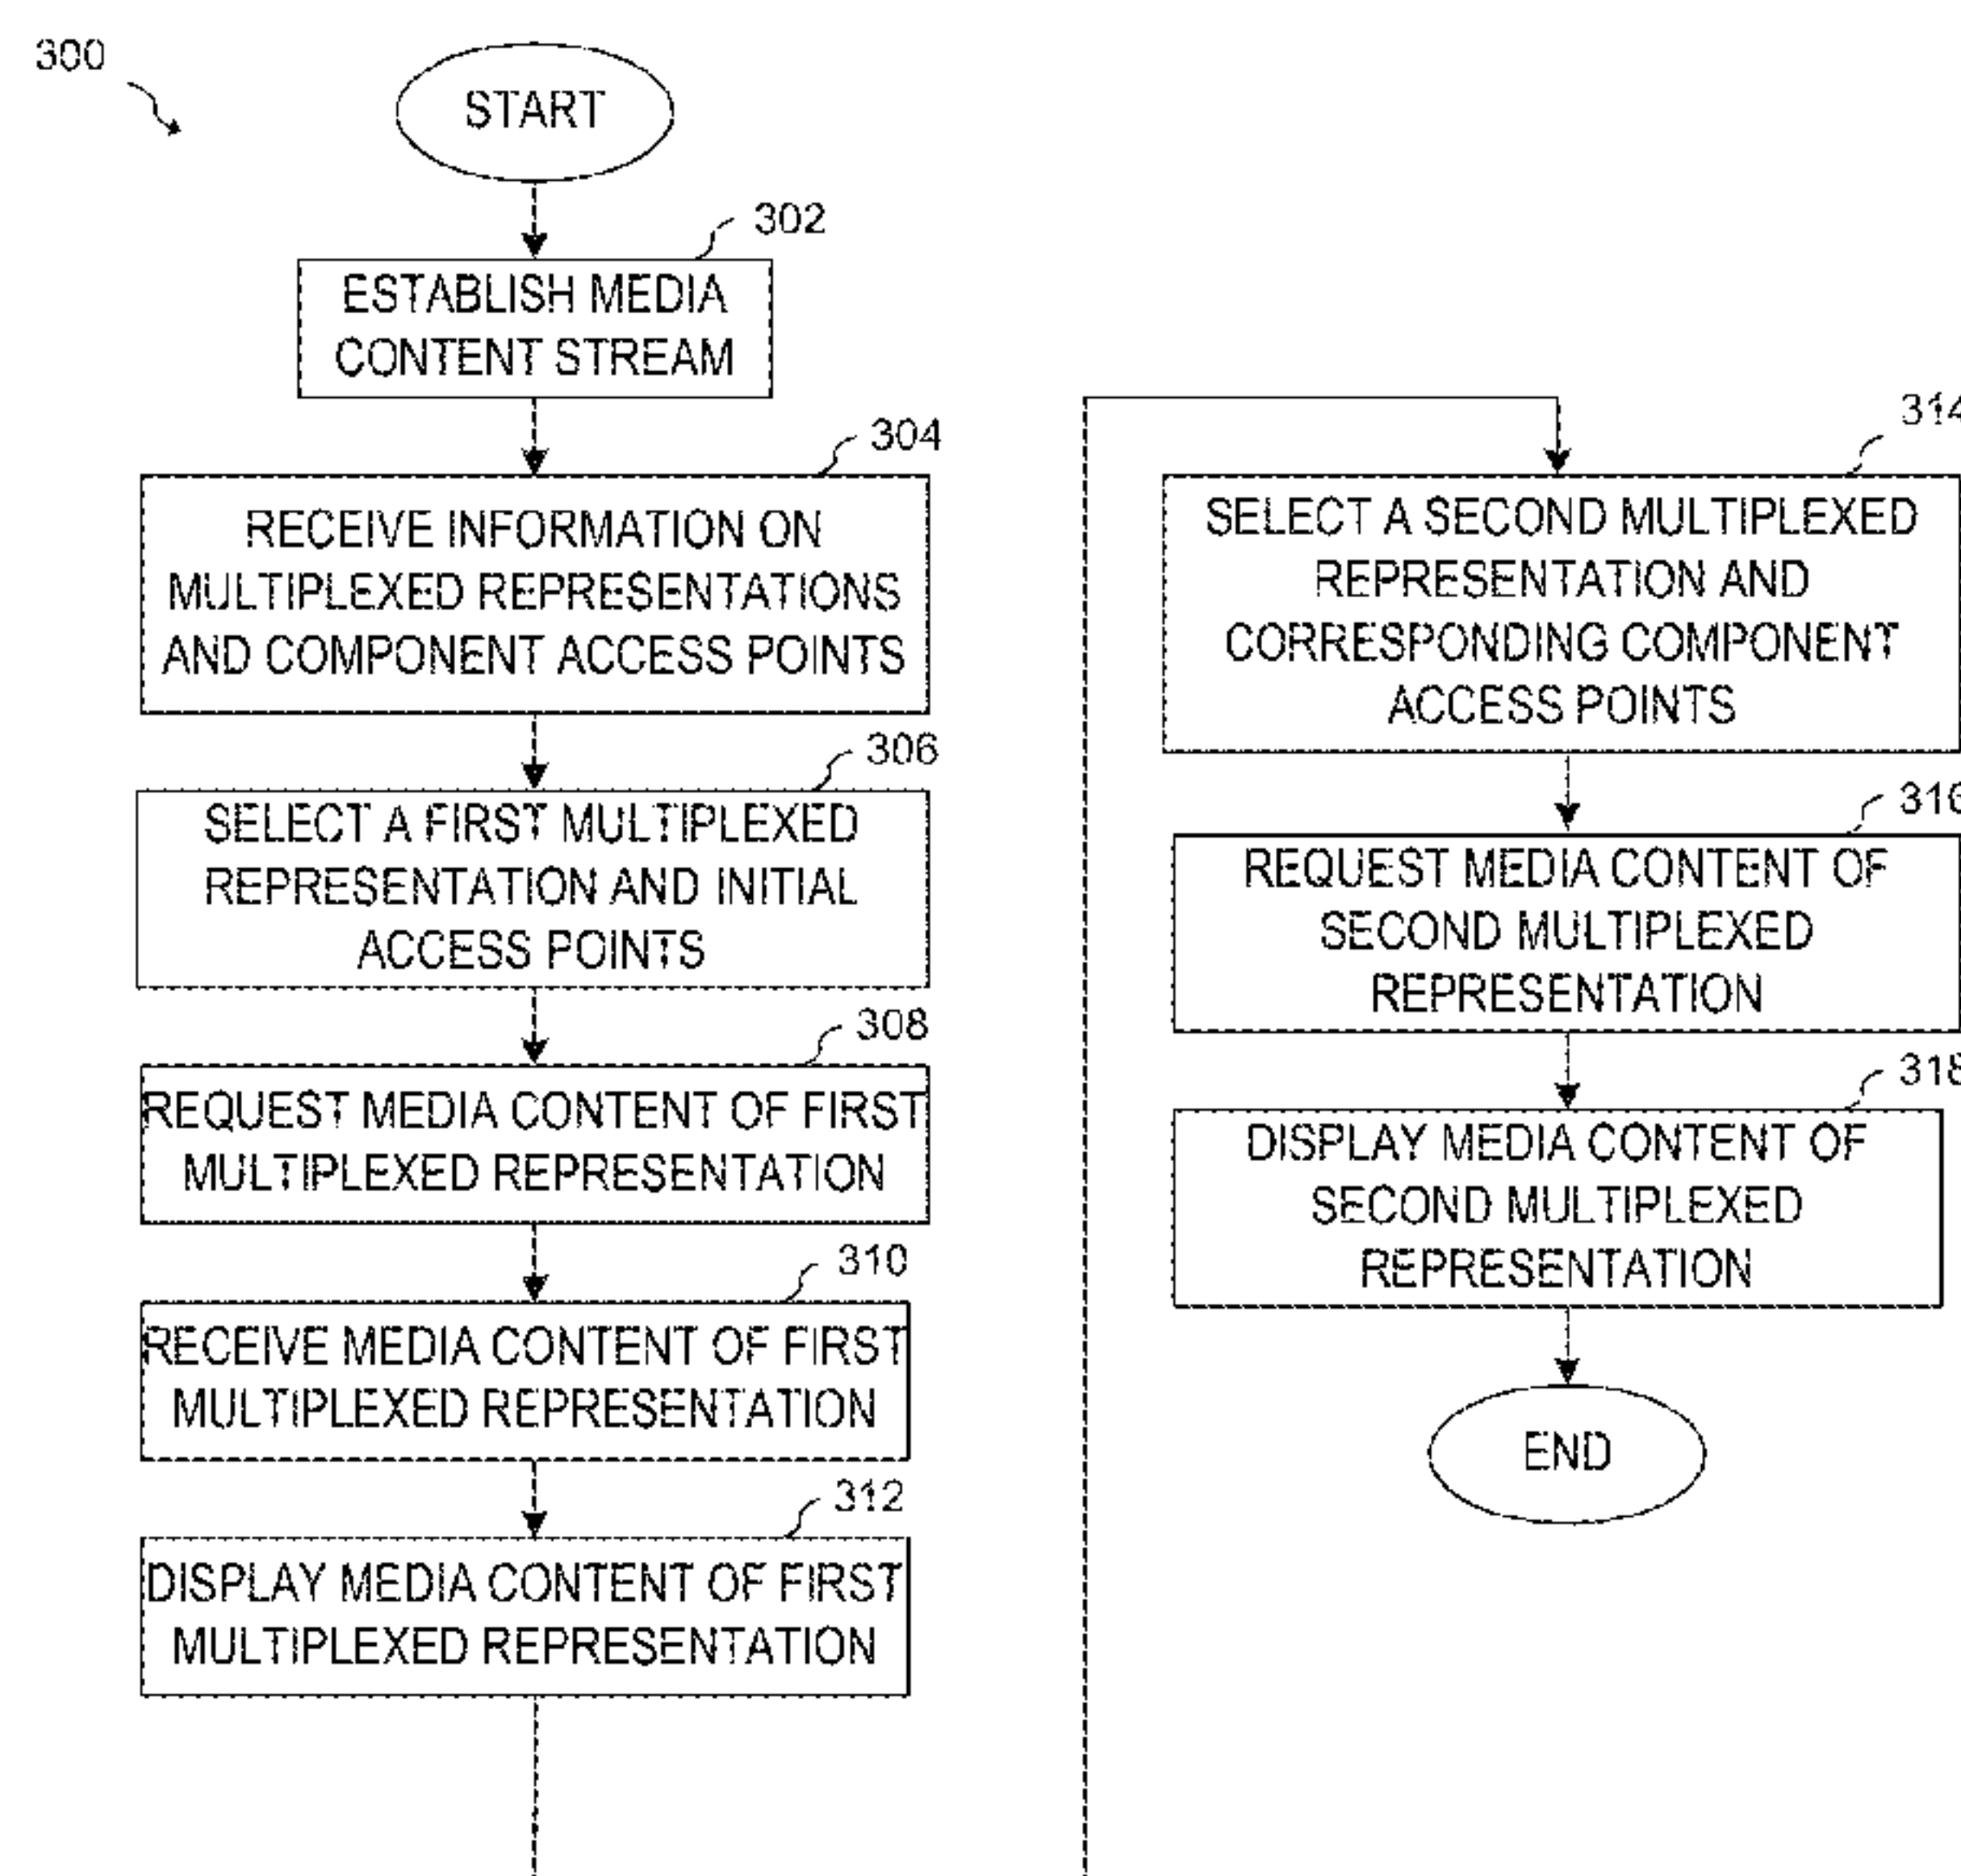 300
START
302
ESTABLISH MEDIA
CONTENT STREAM
304
RECEIVE INFORMATION ON
MULTIPLEXED REPRESENTATIONS
AND COMPONENT ACCESS POINTS
306
SELECT A FIRST MULTIPLEXED
REPRESENTATION AND INITIAL
ACCESS POINTS
308
REQUEST MEDIA CONTENT OF FIRST
MULTIPLEXED REPRESENTATION
310
RECEIVE MEDIA CONTENT OF FIRST
MULTIPLEXED REPRESENTATION
312
DISPLAY MEDIA CONTENT OF FIRST
MULTIPLEXED REPRESENTATION
314
SELECT A SECOND MULTIPLEXED
REPRESENTATION AND
CORRESPONDING COMPONENT
ACCESS POINTS
316
REQUEST MEDIA CONTENT OF
SECOND MULTIPLEXED
REPRESENTATION
318
DISPLAY MEDIA CONTENT OF
SECOND MULTIPLEXED
REPRESENTATION
END